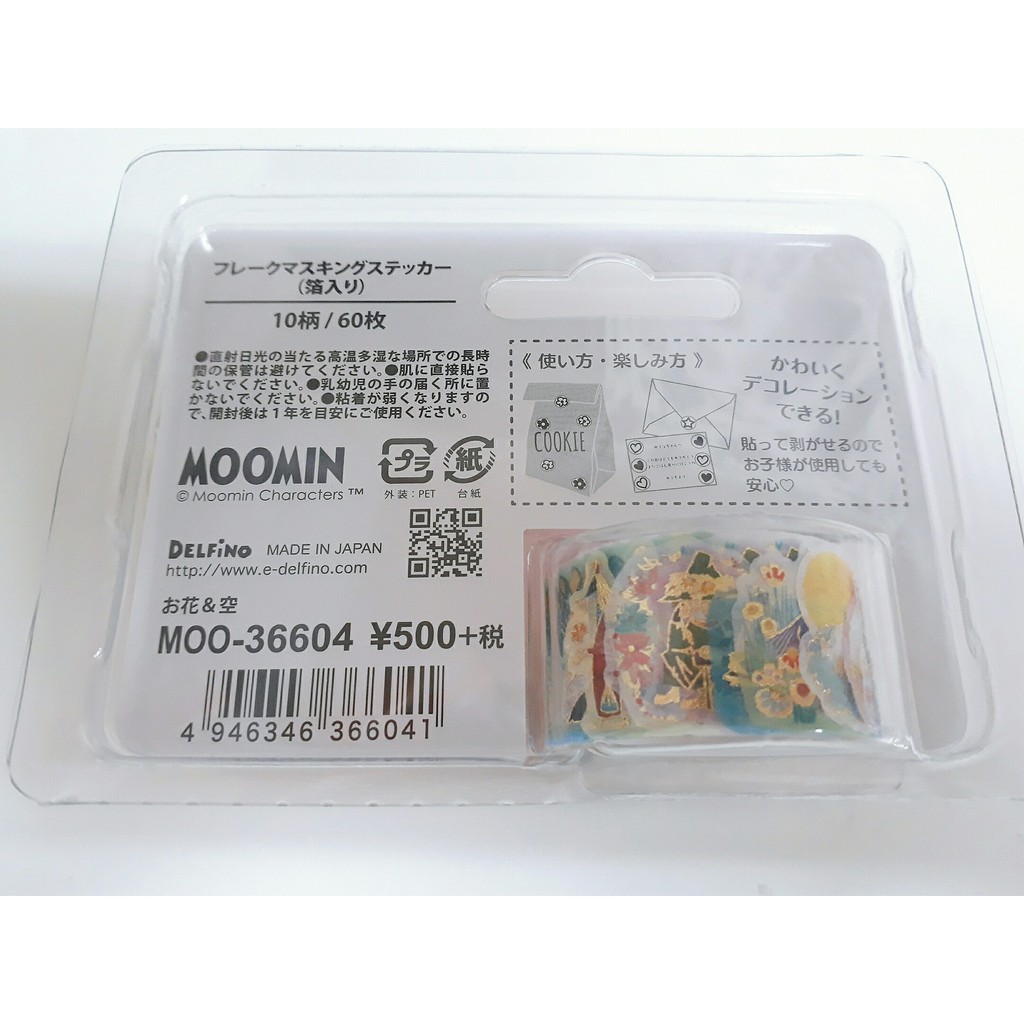 フレークマスキングステッカー
(箔入り)
10柄 / 60枚
●直射日光の当たる高温多湿な場所での長時
間の保管は避けてください。●肌に直接貼ら
ないでください。●乳幼児の手の届く所に置
かないでください。●粘着が弱くなりますの
で、開封後は1年を目安にご使用ください。
MOOMIN
© Moomin Characters™
プラ
外装：PET
紙
台紙
DELFiNO MADE IN JAPAN
http://www.e-delfino.com
お花＆空
MOO-36604 ¥500+税
4 946346 366041
《 使い方・楽しみ方 》
COOKIE
かわいく
デコレーション
できる!
貼って剥がせるので
お子様が使用しても
安心♡